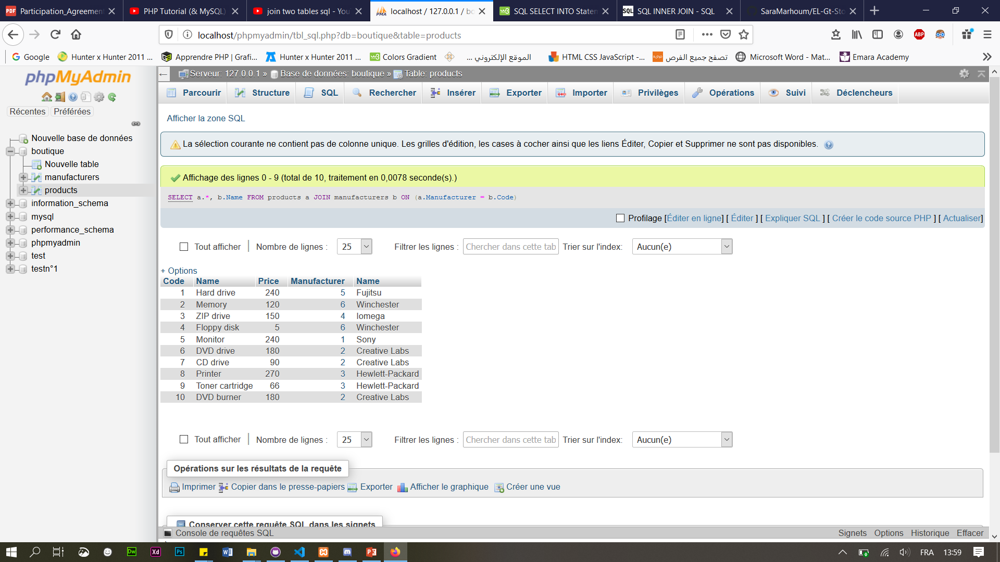 Participation_Agreemen
PHP Tutorial (& MySQL)
join two tables sql - You
localhost / 127.0.0.1 / bo
SQL SELECT INTO Statem
SQL INNER JOIN - SQL
SaraMarhoum/EL-Gt-Sto
localhost/phpmyadmin/tbl_sql.php?db=boutique&table=products
Google
Hunter x Hunter 2011 ...
Apprendre PHP | Grafi...
Hunter x Hunter 2011 ...
Colors Gradient
الموقع الإلكتروني ...
HTML CSS JavaScript -...
تصفح جميع الفرص
Microsoft Word - Mat...
Emara Academy
phpMyAdmin
Récentes Préférées
Nouvelle base de données
boutique
Nouvelle table
manufacturers
products
information_schema
mysql
performance_schema
phpmyadmin
test
testn°1
Serveur: 127.0.0.1 » Base de données: boutique » Table: products
Parcourir Structure SQL Rechercher Insérer Exporter Importer Privilèges Opérations Suivi Déclencheurs
Afficher la zone SQL
La sélection courante ne contient pas de colonne unique. Les grilles d'édition, les cases à cocher ainsi que les liens Éditer, Copier et Supprimer ne sont pas disponibles.
Affichage des lignes 0 - 9 (total de 10, traitement en 0,0078 seconde(s).)
SELECT a.*, b.Name FROM products a JOIN manufacturers b ON (a.Manufacturer = b.Code)
Profilage [Éditer en ligne] [ Éditer ] [ Expliquer SQL ] [ Créer le code source PHP ] [ Actualiser]
Tout afficher | Nombre de lignes : 25 Filtrer les lignes : Chercher dans cette tab Trier sur l'index: Aucun(e)
+ Options
Code Name Price Manufacturer Name
1 Hard drive 240 5 Fujitsu
2 Memory 120 6 Winchester
3 ZIP drive 150 4 Iomega
4 Floppy disk 5 6 Winchester
5 Monitor 240 1 Sony
6 DVD drive 180 2 Creative Labs
7 CD drive 90 2 Creative Labs
8 Printer 270 3 Hewlett-Packard
9 Toner cartridge 66 3 Hewlett-Packard
10 DVD burner 180 2 Creative Labs
Tout afficher | Nombre de lignes : 25 Filtrer les lignes : Chercher dans cette tab Trier sur l'index: Aucun(e)
Opérations sur les résultats de la requête
Imprimer Copier dans le presse-papiers Exporter Afficher le graphique Créer une vue
Conserver cette requête SQL dans les signets
Console de requêtes SQL
Signets Options Historique Effacer
FRA 13:59